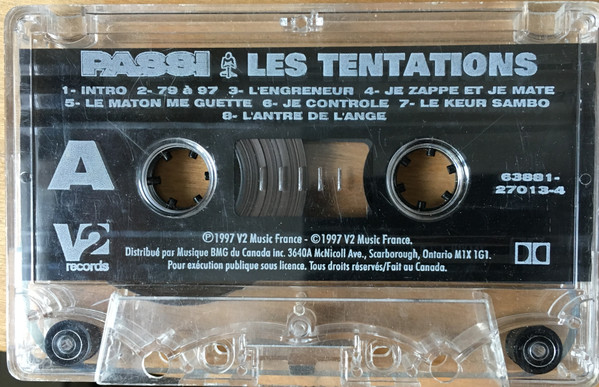 PASSI LES TENTATIONS
1- INTRO 2- 79 à 97 3- L'ENGRENEUR 4- JE ZAPPE ET JE MATE
5- LE MATON ME GUETTE 6- JE CONTROLE 7- LE KEUR SAMBO
8- L'ANTRE DE L'ANGE
A
63881-
27013-4
V2
records
℗1997 V2 Music France - ©1997 V2 Music France.
Distribué par Musique BMG du Canada inc. 3640A McNicoll Ave., Scarborough, Ontario M1X 1G1.
Pour exécution publique sous licence. Tous droits réservés/Fait au Canada.